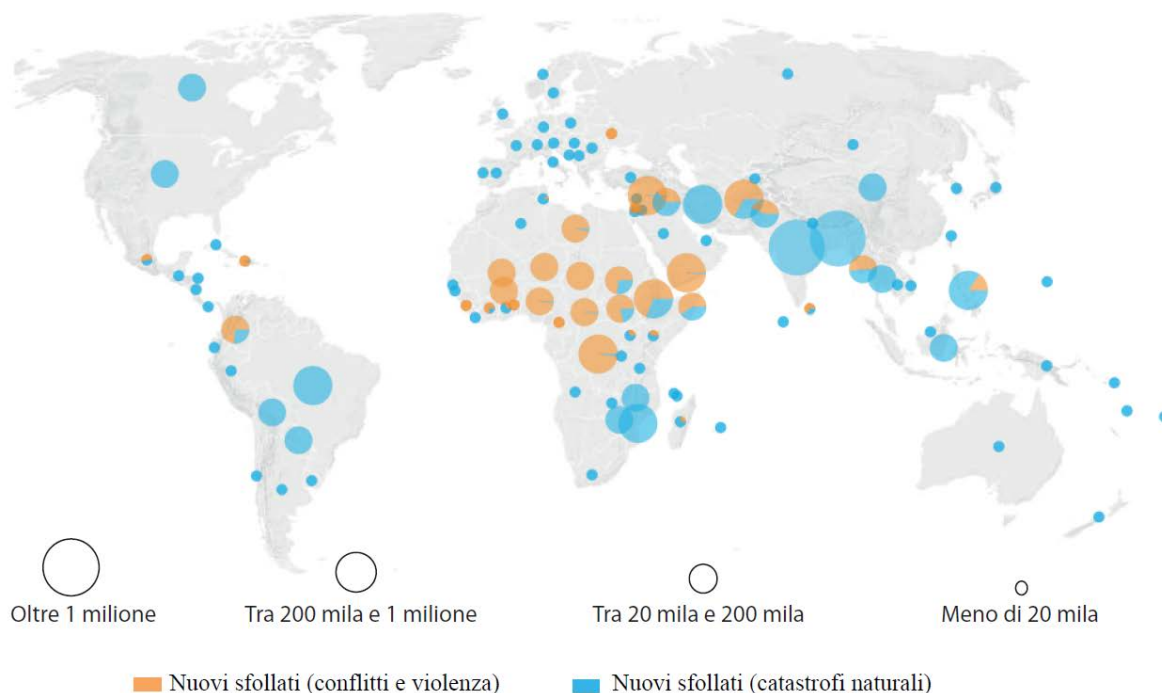 Oltre 1 milione
Tra 200 mila e 1 milione
Tra 20 mila e 200 mila
Meno di 20 mila
Nuovi sfollati (conflitti e violenza)
Nuovi sfollati (catastrofi naturali)